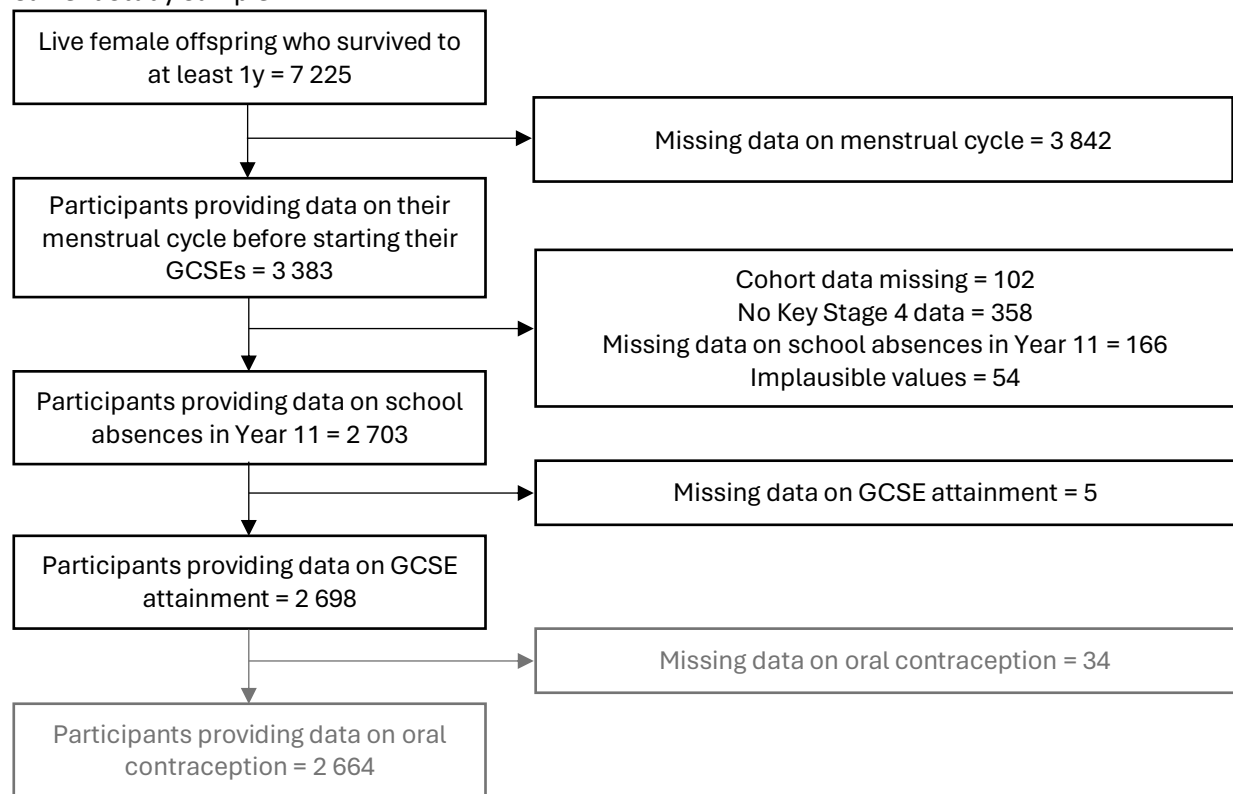 Live female offspring who survived to
at least 1y = 7 225
Missing data on menstrual cycle = 3 842
Participants providing data on their
menstrual cycle before starting their
GCSEs = 3 383
Cohort data missing = 102
No Key Stage 4 data = 358
Missing data on school absences in Year 11 = 166
Implausible values = 54
Participants providing data on school
absences in Year 11 = 2 703
Missing data on GCSE attainment = 5
Participants providing data on GCSE
attainment = 2 698
Missing data on oral contraception = 34
Participants providing data on oral
contraception = 2 664